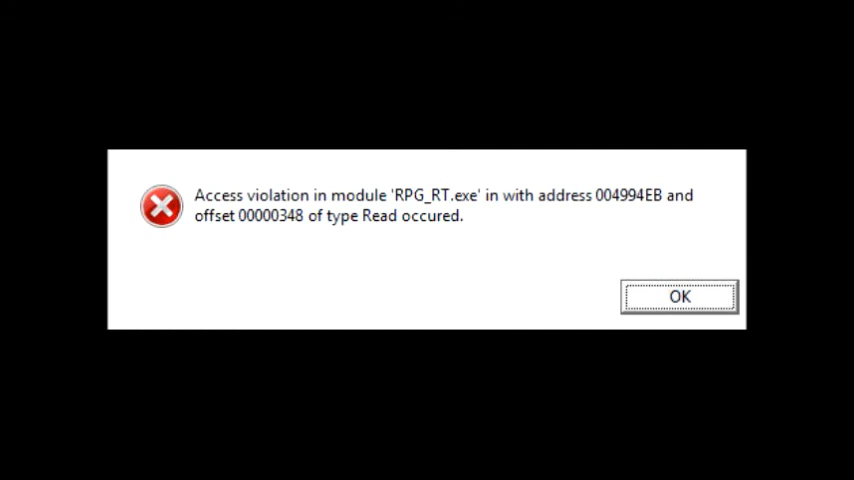 Access violation in module 'RPG_RT.exe' in with address 004994EB and
offset 00000348 of type Read occured.
OK